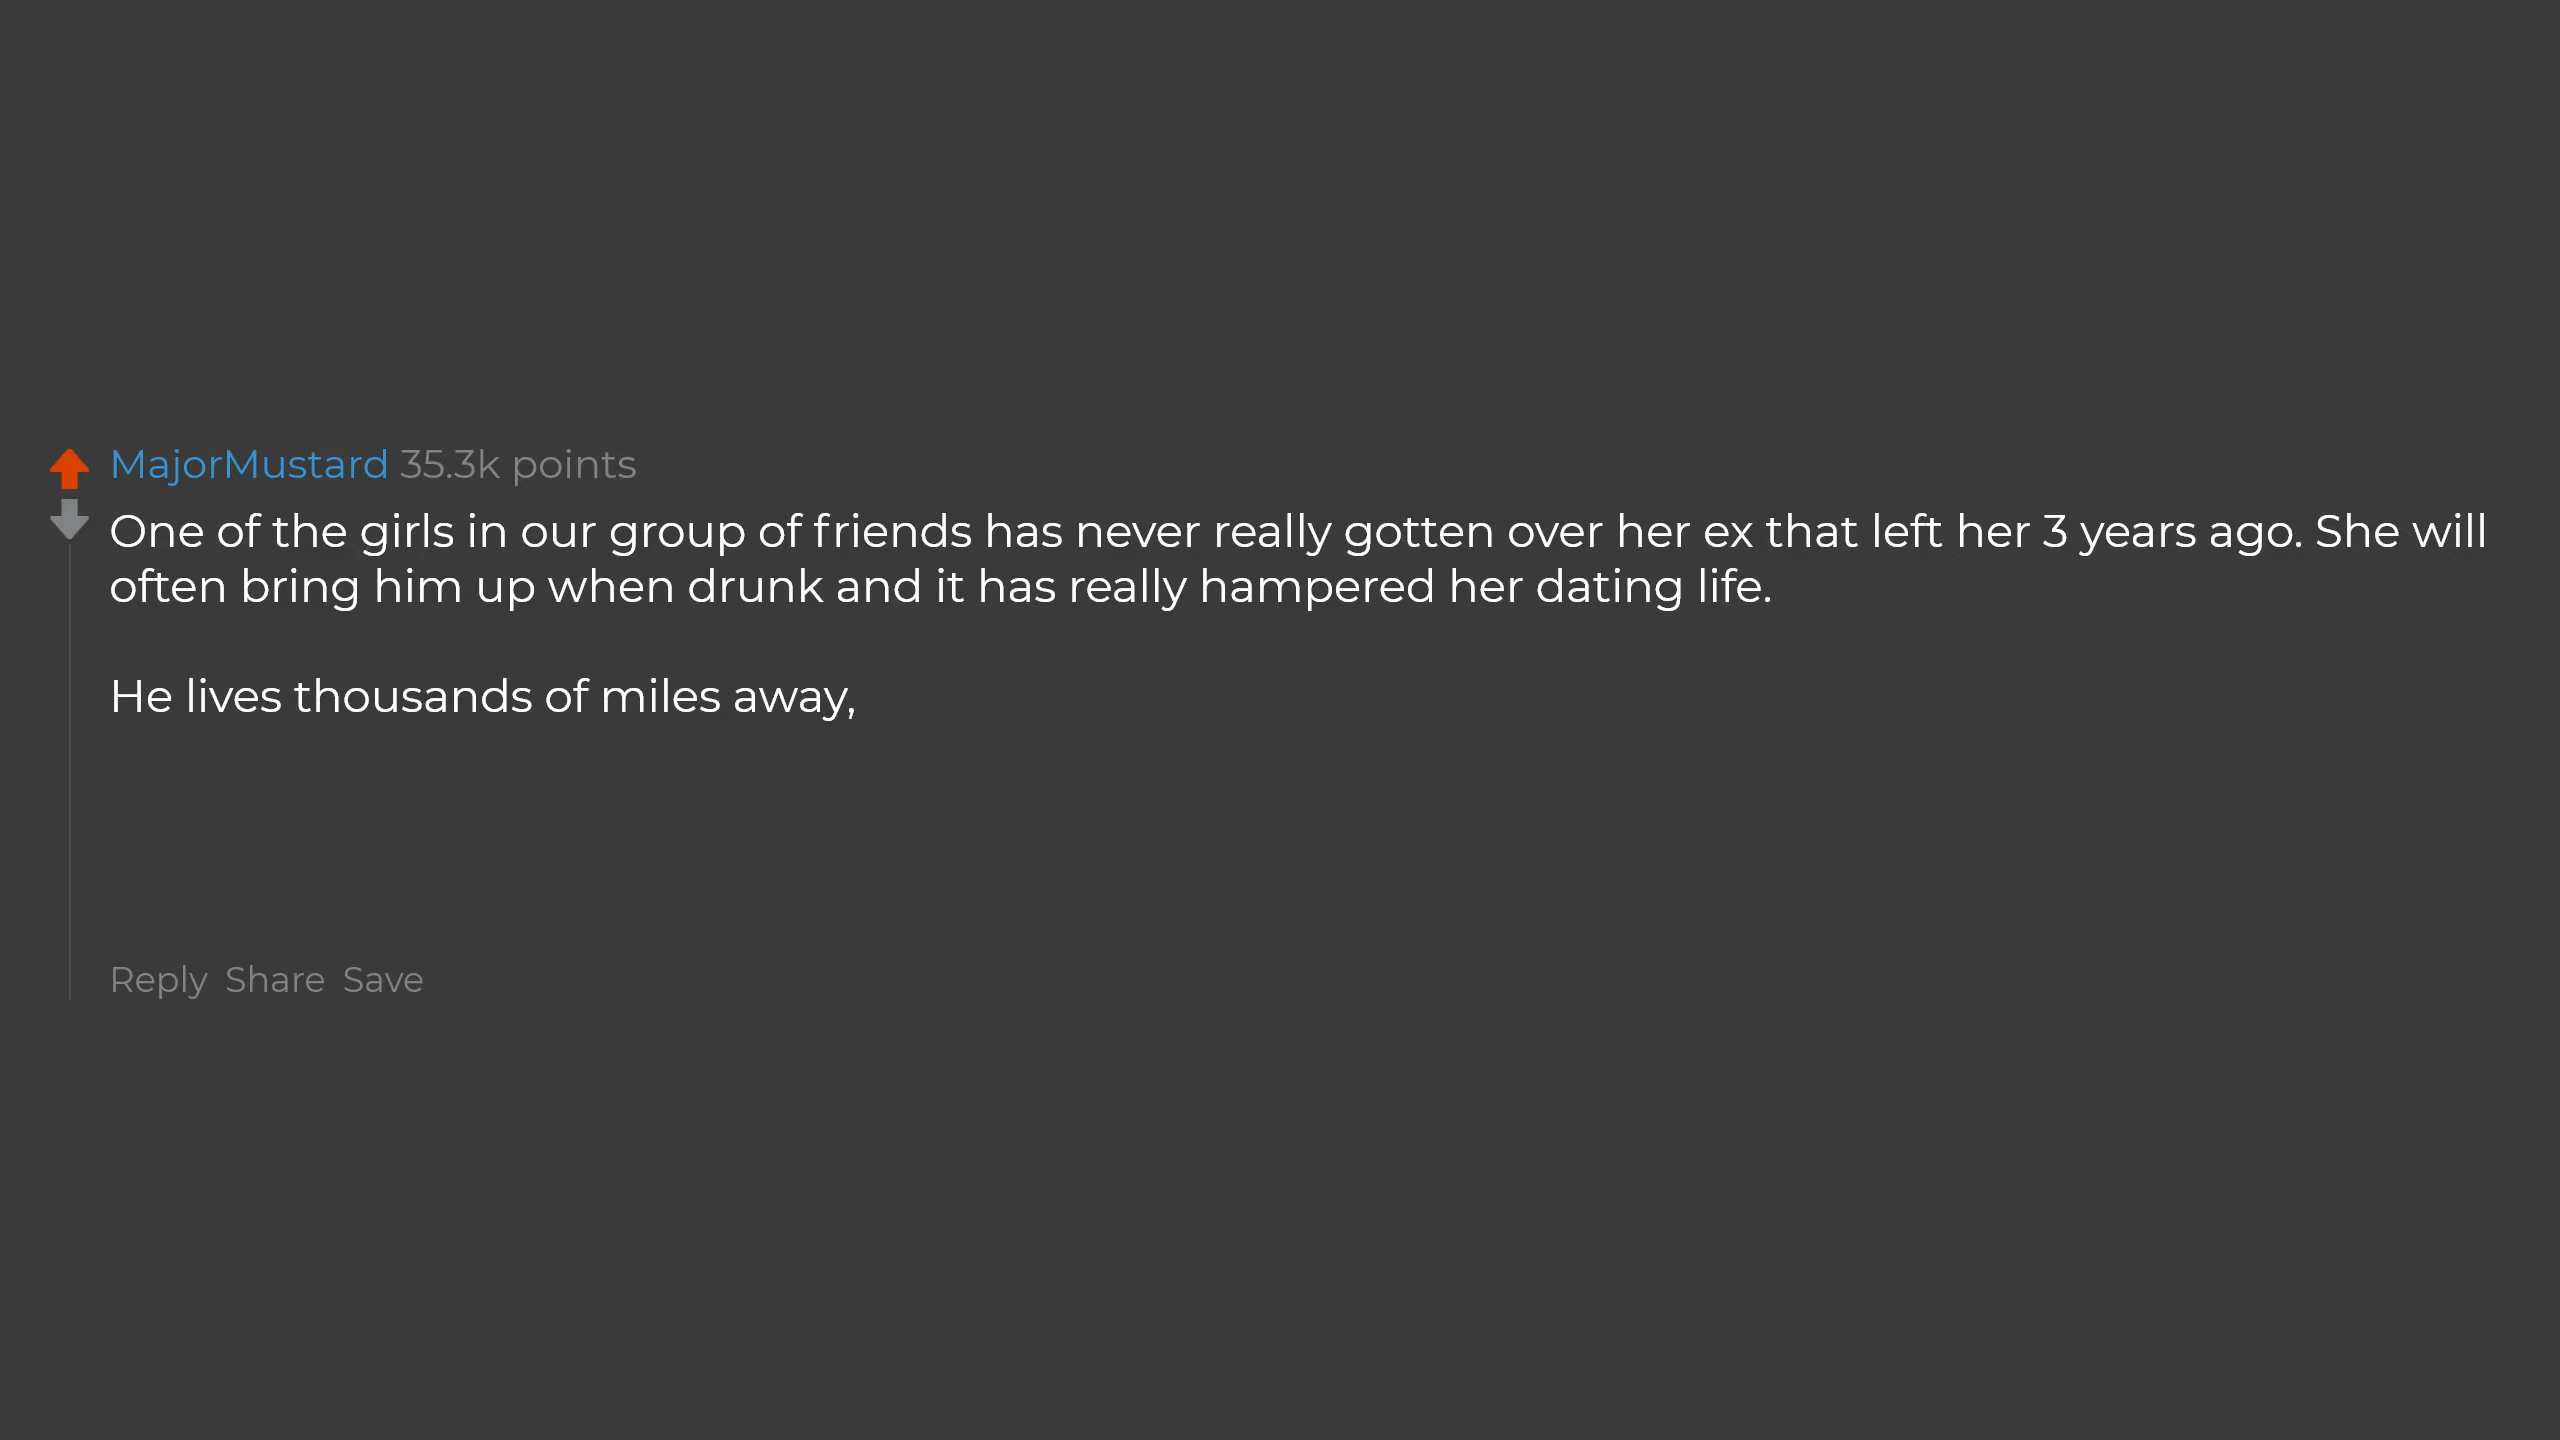 MajorMustard 35.3k points
One of the girls in our group of friends has never really gotten over her ex that left her 3 years ago. She will
often bring him up when drunk and it has really hampered her dating life.
He lives thousands of miles away,
Reply Share Save